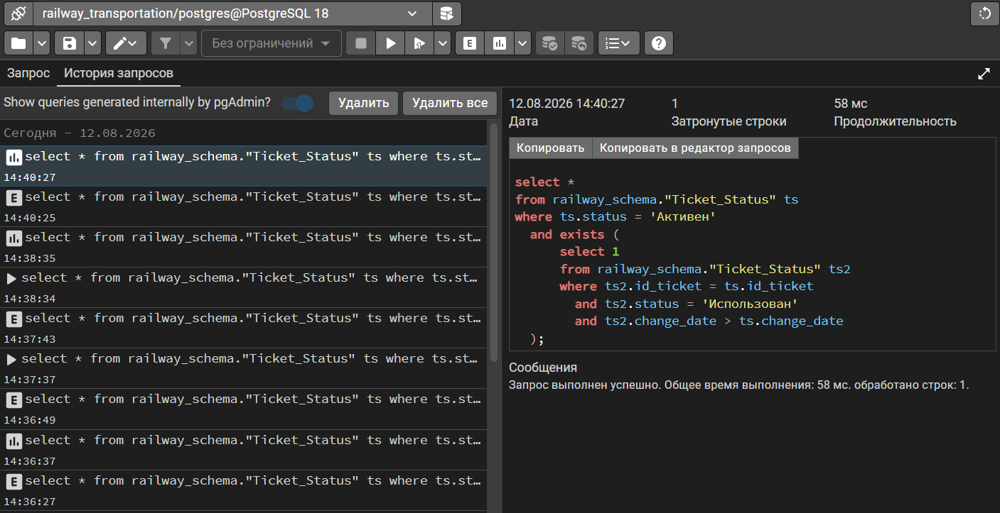 railway_transportation/postgres@PostgreSQL 18
Без ограничений
E
Запрос
История запросов
Show queries generated internally by pgAdmin?
Удалить
Удалить все
Сегодня - 12.08.2026
select * from railway_schema."Ticket_Status" ts where ts.st…
14:40:27
E select * from railway_schema."Ticket_Status" ts where ts.st…
14:40:25
select * from railway_schema."Ticket_Status" ts where ts.st…
14:38:35
select * from railway_schema."Ticket_Status" ts where ts.st…
14:38:34
E select * from railway_schema."Ticket_Status" ts where ts.st…
14:37:43
select * from railway_schema."Ticket_Status" ts where ts.st…
14:37:37
E select * from railway_schema."Ticket_Status" ts where ts.st…
14:36:49
select * from railway_schema."Ticket_Status" ts where ts.st…
14:36:37
E select * from railway_schema."Ticket_Status" ts where ts.st…
14:36:27
12.08.2026 14:40:27
Дата
1
Затронутые строки
58 мс
Продолжительность
Копировать
Копировать в редактор запросов
select *
from railway_schema."Ticket_Status" ts
where ts.status = 'Активен'
  and exists (
      select 1
      from railway_schema."Ticket_Status" ts2
      where ts2.id_ticket = ts.id_ticket
        and ts2.status = 'Использован'
        and ts2.change_date > ts.change_date
  );
Сообщения
Запрос выполнен успешно. Общее время выполнения: 58 мс. обработано строк: 1.